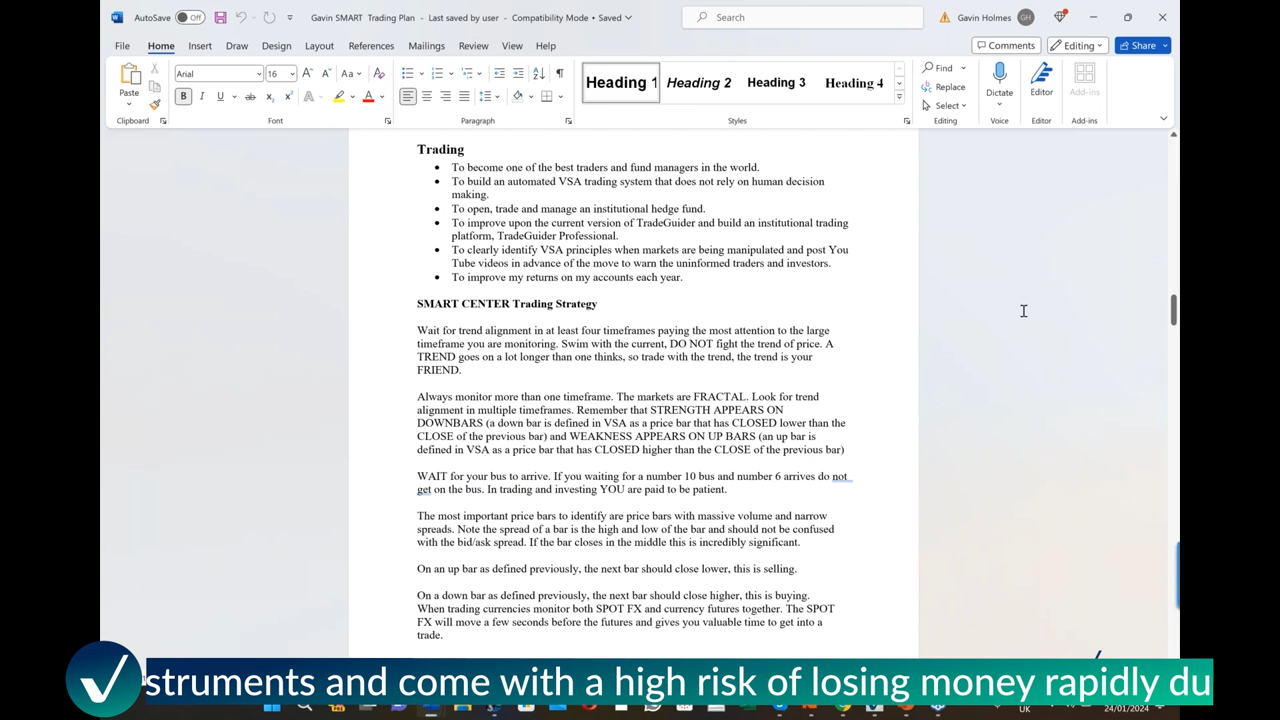 AutoSave Off Gavin SMART Trading Plan - Last saved by user - Compatibility Mode • Saved Search Gavin Holmes GH
File Home Insert Draw Design Layout References Mailings Review View Help Comments Editing Share
Paste Arial 16 A A Aa A Heading 1 Heading 2 Heading 3 Heading 4 Find Replace Select Dictate Editor Add-ins
B I U ab x₂ x² A A
Clipboard Font Paragraph Styles Editing Voice Editor Add-ins
Trading
• To become one of the best traders and fund managers in the world.
• To build an automated VSA trading system that does not rely on human decision
making.
• To open, trade and manage an institutional hedge fund.
• To improve upon the current version of TradeGuider and build an institutional trading
platform, TradeGuider Professional.
• To clearly identify VSA principles when markets are being manipulated and post You
Tube videos in advance of the move to warn the uninformed traders and investors.
• To improve my returns on my accounts each year.
SMART CENTER Trading Strategy
Wait for trend alignment in at least four timeframes paying the most attention to the large
timeframe you are monitoring. Swim with the current, DO NOT fight the trend of price. A
TREND goes on a lot longer than one thinks, so trade with the trend, the trend is your
FRIEND.
Always monitor more than one timeframe. The markets are FRACTAL. Look for trend
alignment in multiple timeframes. Remember that STRENGTH APPEARS ON
DOWNBARS (a down bar is defined in VSA as a price bar that has CLOSED lower than the
CLOSE of the previous bar) and WEAKNESS APPEARS ON UP BARS (an up bar is
defined in VSA as a price bar that has CLOSED higher than the CLOSE of the previous bar)
WAIT for your bus to arrive. If you waiting for a number 10 bus and number 6 arrives do not
get on the bus. In trading and investing YOU are paid to be patient.
The most important price bars to identify are price bars with massive volume and narrow
spreads. Note the spread of a bar is the high and low of the bar and should not be confused
with the bid/ask spread. If the bar closes in the middle this is incredibly significant.
On an up bar as defined previously, the next bar should close lower, this is selling.
On a down bar as defined previously, the next bar should close higher, this is buying.
When trading currencies monitor both SPOT FX and currency futures together. The SPOT
FX will move a few seconds before the futures and gives you valuable time to get into a
trade.
struments and come with a high risk of losing money rapidly du
UK 24/01/2024